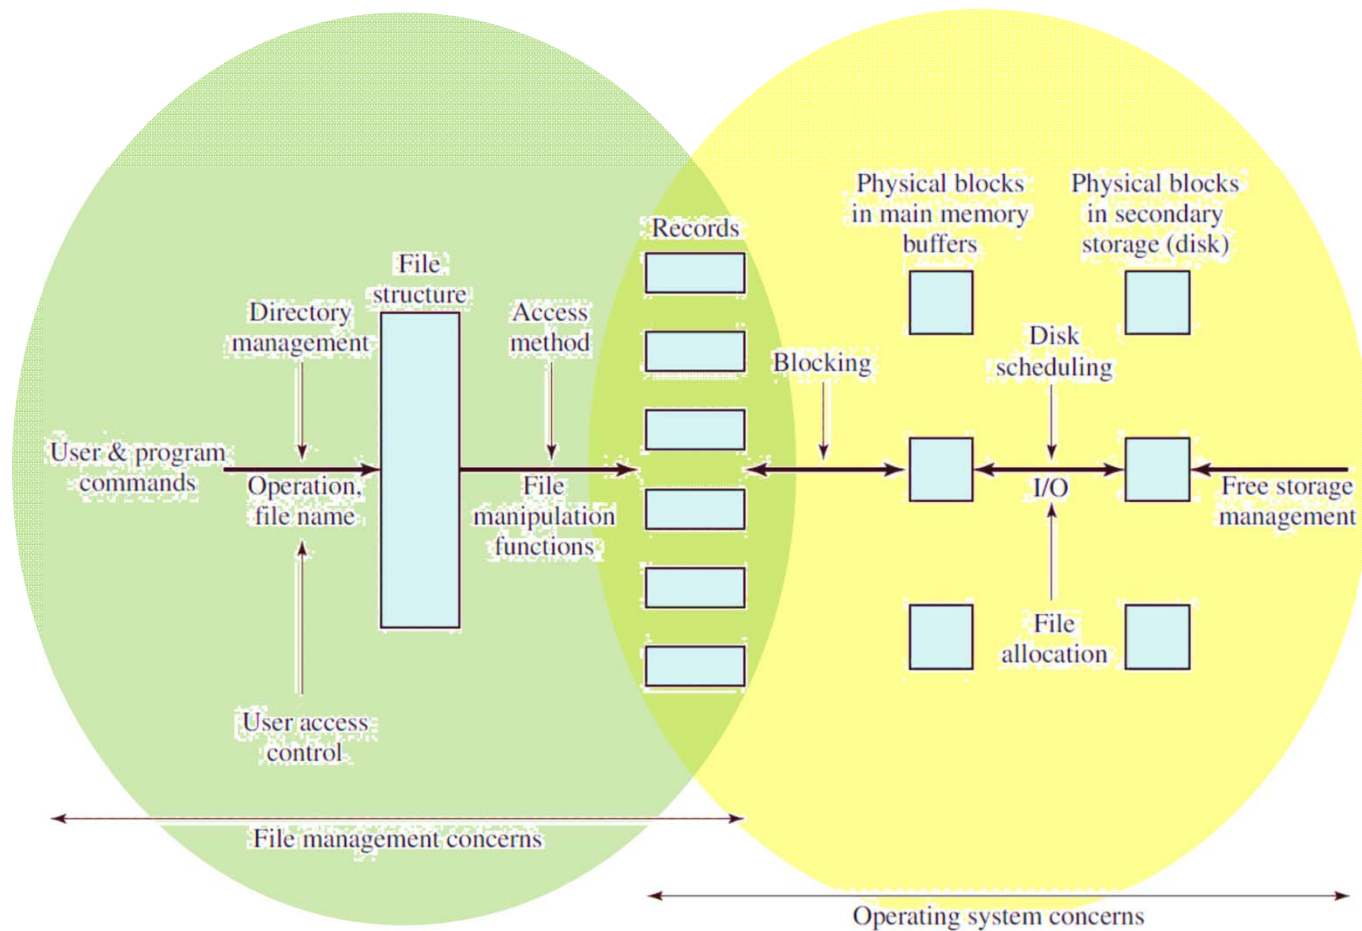 Physical blocks
in main memory
buffers
Physical blocks
in secondary
storage (disk)
Records
File
structure
Directory
management
Access
method
Blocking
Disk
scheduling
User & program
commands
Operation,
file name
File
manipulation
functions
I/O
Free storage
management
File
allocation
User access
control
File management concerns
Operating system concerns